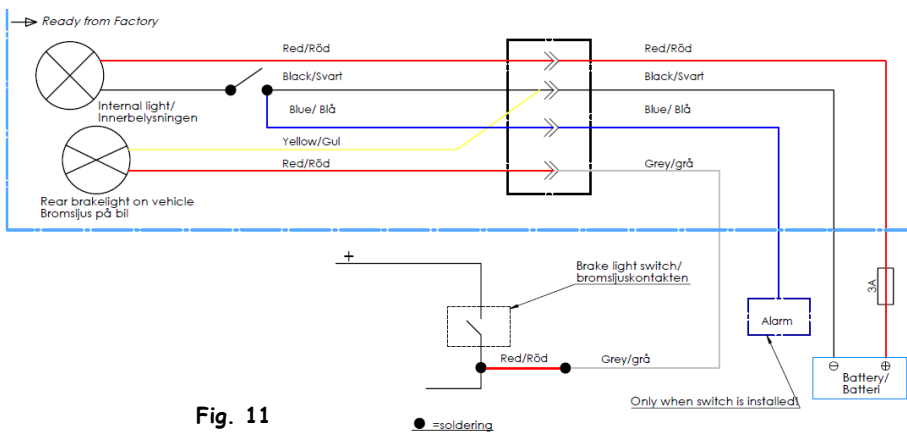 Ready from Factory
Red/Röd
Red/Röd
Black/Svart
Black/Svart
Internal light/
Innerbelysningen
Blue/ Blå
Blue/ Blå
Yellow/Gul
Red/Röd
Grey/grå
Rear brakelight on vehicle
Bromsljus på bil
+
Brake light switch/
bromsljuskontakten
3A
Alarm
Red/Röd
Grey/grå
⊖ ⊕
Battery/
Batteri
Only when switch is installed!
Fig. 11
=soldering